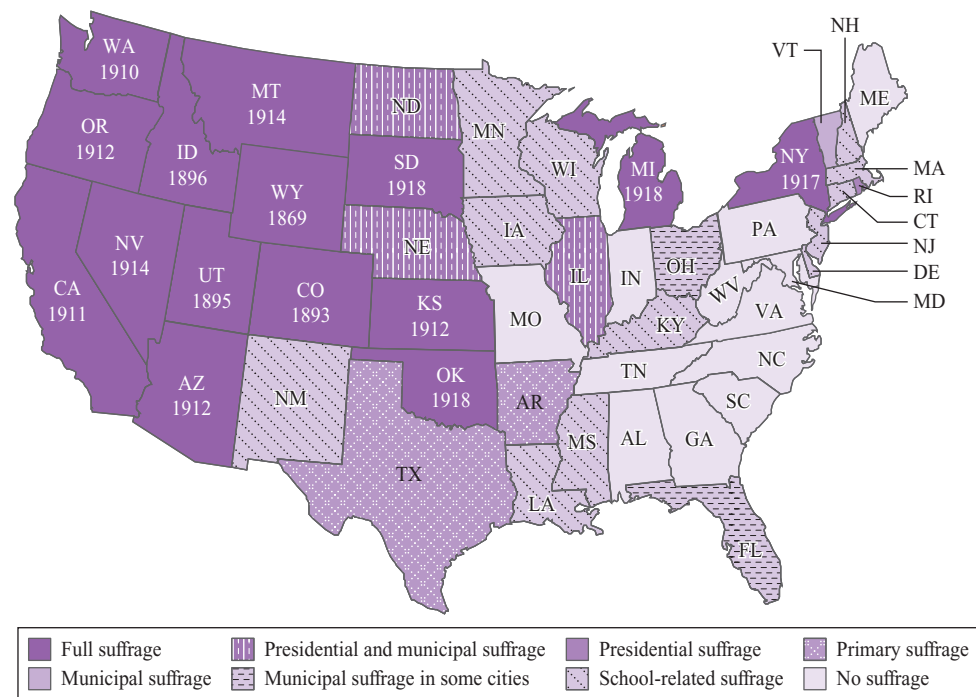 WA
1910
OR
1912
ID
1896
MT
1914
WY
1869
ND
SD
1918
NE
MN
WI
IA
MI
1918
NH
VT
ME
NY
1917
MA
RI
CT
NJ
DE
MD
PA
CA
1911
NV
1914
UT
1895
CO
1893
KS
1912
MO
IL
IN
OH
WV
VA
KY
NC
TN
SC
AZ
1912
NM
OK
1918
AR
TX
LA
MS
AL
GA
FL
Full suffrage
Presidential and municipal suffrage
Presidential suffrage
Primary suffrage
Municipal suffrage
Municipal suffrage in some cities
School-related suffrage
No suffrage